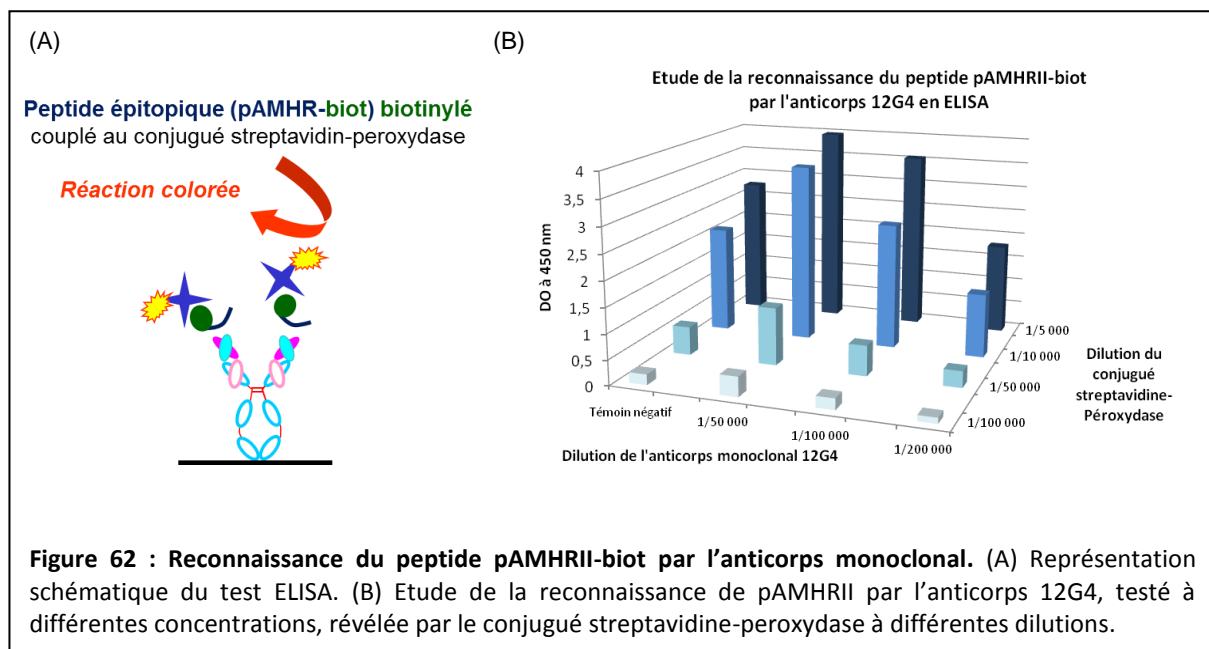 (A)
Peptide épitopique (pAMHR-biot) biotinylé
couplé au conjugué streptavidin-peroxydase
Réaction colorée
(B)
Etude de la reconnaissance du peptide pAMHRII-biot
par l'anticorps 12G4 en ELISA
DO à 450 nm
4
3,5
3
2,5
2
1,5
1
0,5
0
Témoin négatif
1/50 000
1/100 000
1/200 000
Dilution de l'anticorps monoclonal 12G4
1/5 000
1/10 000
1/50 000
1/100 000
Dilution du
conjugué
streptavidine-
Péroxydase
Figure 62 : Reconnaissance du peptide pAMHRII-biot par l’anticorps monoclonal. (A) Représentation
schématique du test ELISA. (B) Etude de la reconnaissance de pAMHRII par l’anticorps 12G4, testé à
différentes concentrations, révélée par le conjugué streptavidine-peroxydase à différentes dilutions.